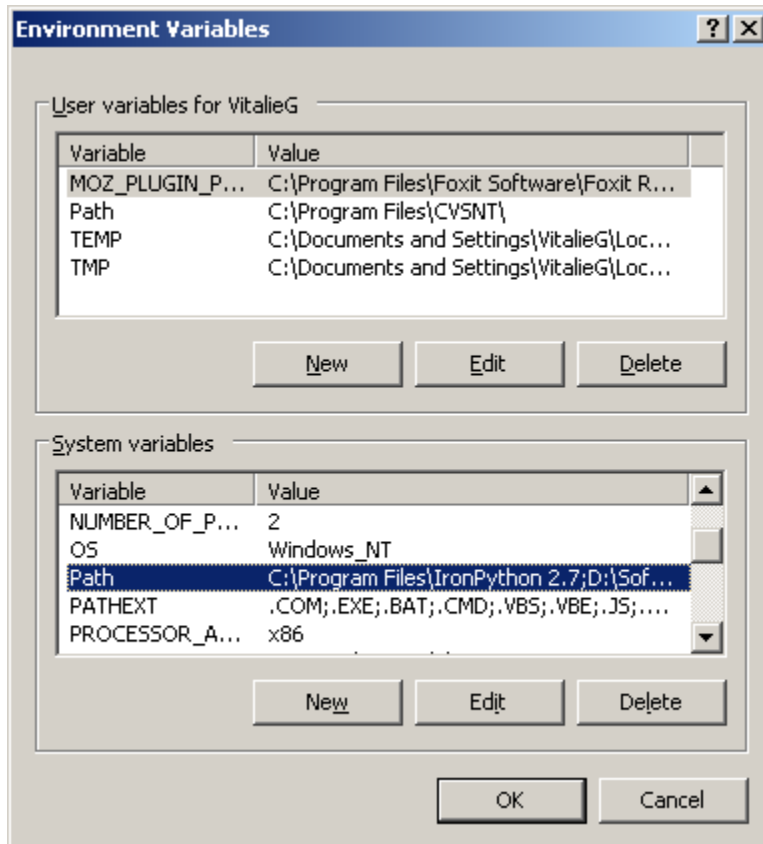 Environment Variables
User variables for VitalieG
Variable Value
MOZ_PLUGIN_P... C:\Program Files\Foxit Software\Foxit R...
Path C:\Program Files\CVSNT\
TEMP C:\Documents and Settings\VitalieG\Loc...
TMP C:\Documents and Settings\VitalieG\Loc...
New Edit Delete
System variables
Variable Value
NUMBER_OF_P... 2
OS Windows_NT
Path C:\Program Files\IronPython 2.7;D:\Sof...
PATHEXT .COM;.EXE;.BAT;.CMD;.VBS;.VBE;.JS;....
PROCESSOR_A... x86
New Edit Delete
OK Cancel